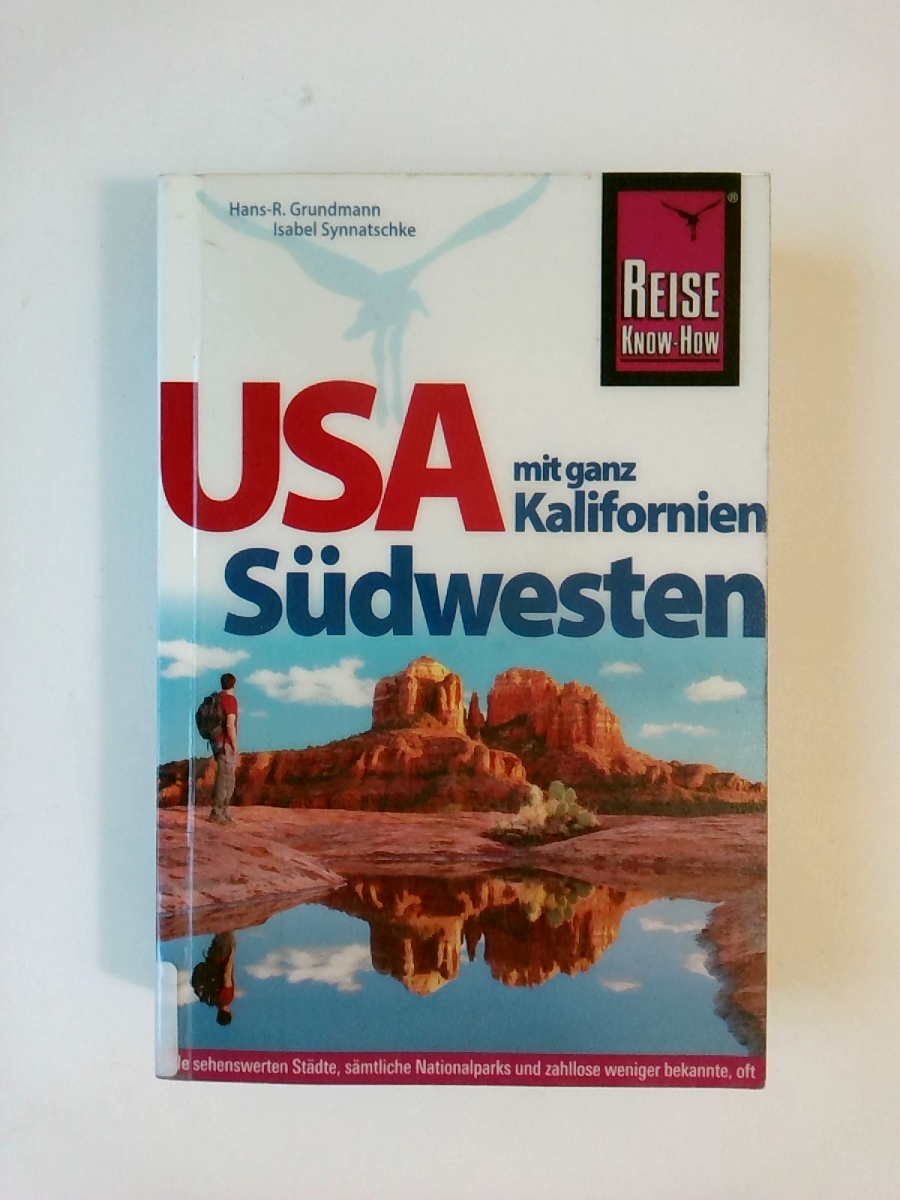 Hans-R. Grundmann
Isabel Synnatschke
®
REISE
KNOW-HOW
USA
mit ganz
Kalifornien
Südwesten
sehenswerten Städte, sämtliche Nationalparks und zahllose weniger bekannte, oft